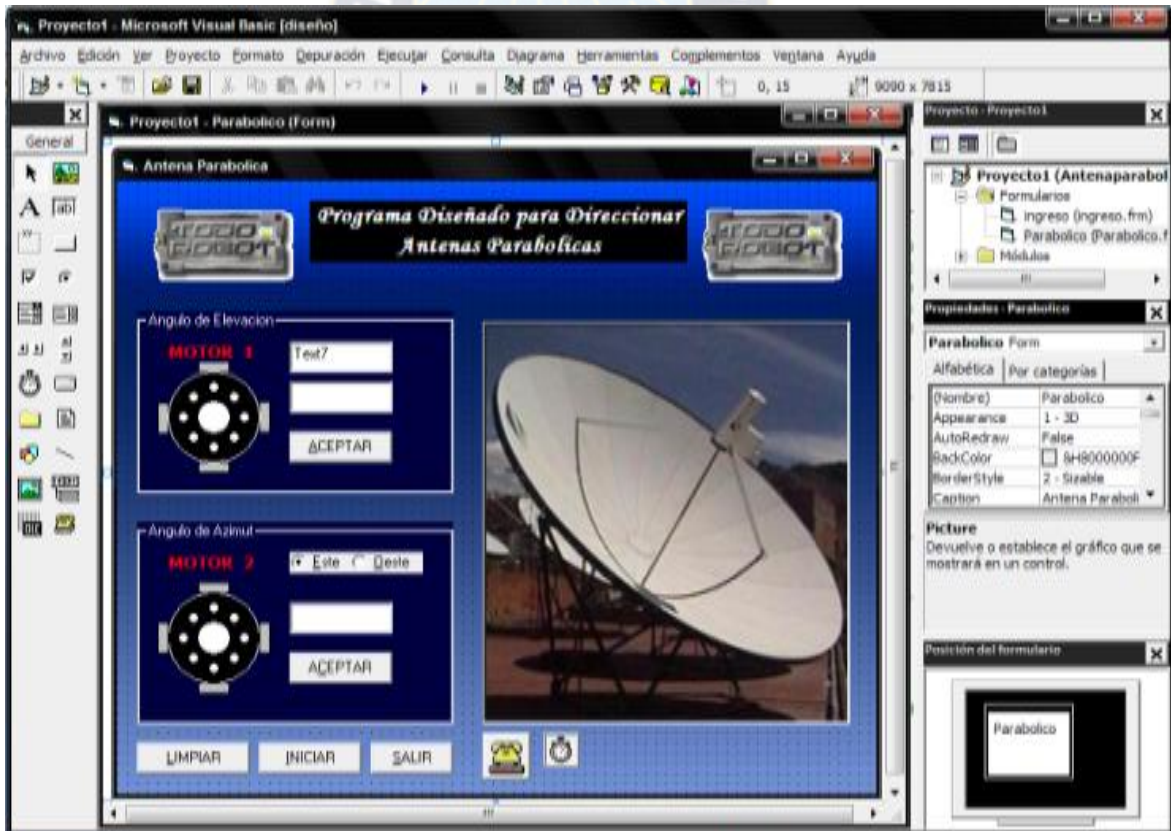 Proyecto1 - Microsoft Visual Basic [diseño]
Archivo Edición Ver Proyecto Formato Depuración Ejecutar Consulta Diagrama Herramientas Complementos Ventana Ayuda
0, 15
9090 x 7815
General
Proyecto1 - Parabolico (Form)
Antena Parabolica
TODO ROBOT
Programa Diseñado para Direccionar
Antenas Parabolicas
TODO ROBOT
Angulo de Elevacion
MOTOR 1
Text7
ACEPTAR
Angulo de Azimut
MOTOR 2
Este Oeste
ACEPTAR
LIMPIAR INICIAR SALIR
Proyecto - Proyecto1
Proyecto1 (Antenaparabol
Formularios
ingreso (ingreso.frm)
Parabolico (Parabolico.f
Módulos
Propiedades - Parabolico
Parabolico Form
Alfabética Por categorías
(Nombre) Parabolico
Appearance 1 - 3D
AutoRedraw False
BackColor &H8000000F
BorderStyle 2 - Sizable
Caption Antena Paraboli
Picture
Devuelve o establece el gráfico que se
mostrará en un control.
Posición del formulario
Parabolico